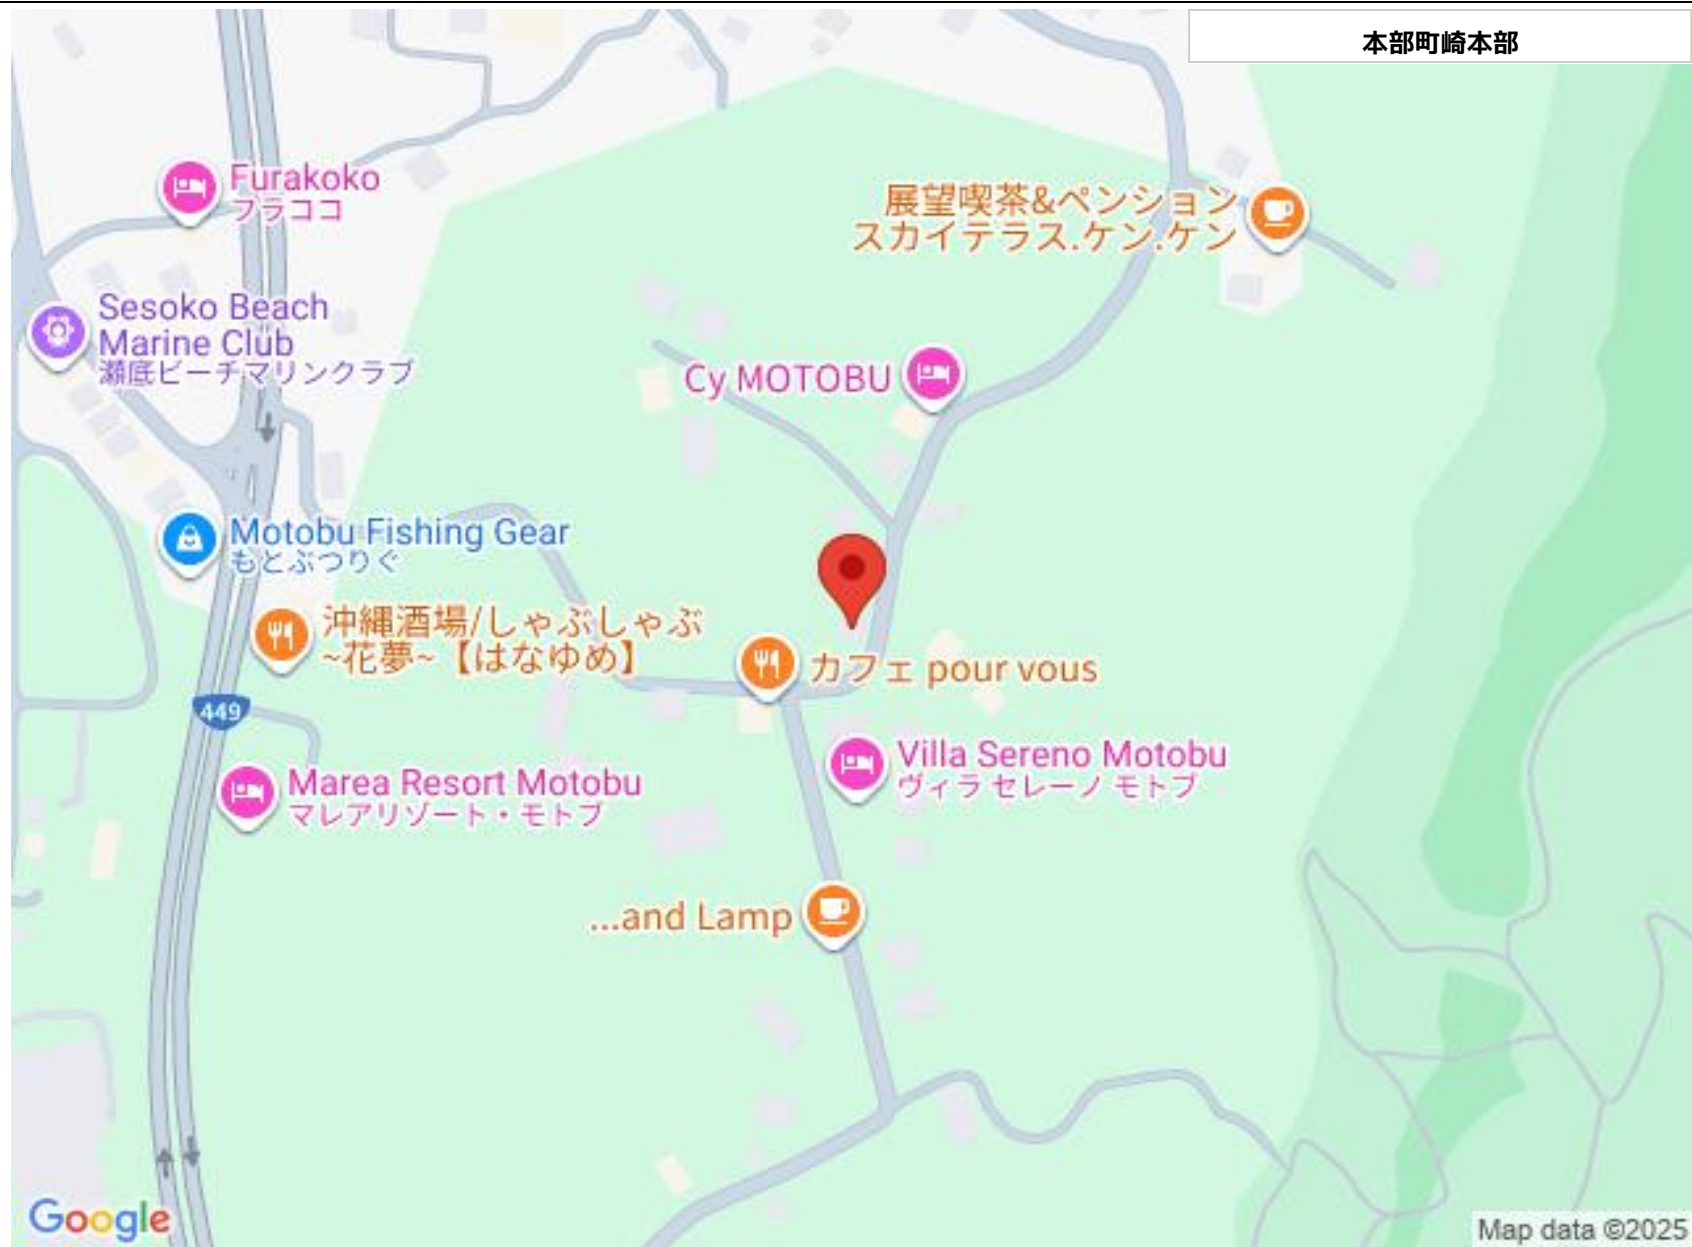 本部町崎本部
Furakoko
フラココ
展望喫茶&ペンション
スカイテラス.ケン.ケン
Sesoko Beach
Marine Club
瀬底ビーチマリンクラブ
Cy MOTOBU
Motobu Fishing Gear
もとぶつりぐ
沖縄酒場/しゃぶしゃぶ
~花夢~【はなゆめ】
カフェ pour vous
449
Villa Sereno Motobu
ヴィラ セレーノ モトブ
Marea Resort Motobu
マレアリゾート・モトブ
...and Lamp
Google
Map data ©2025